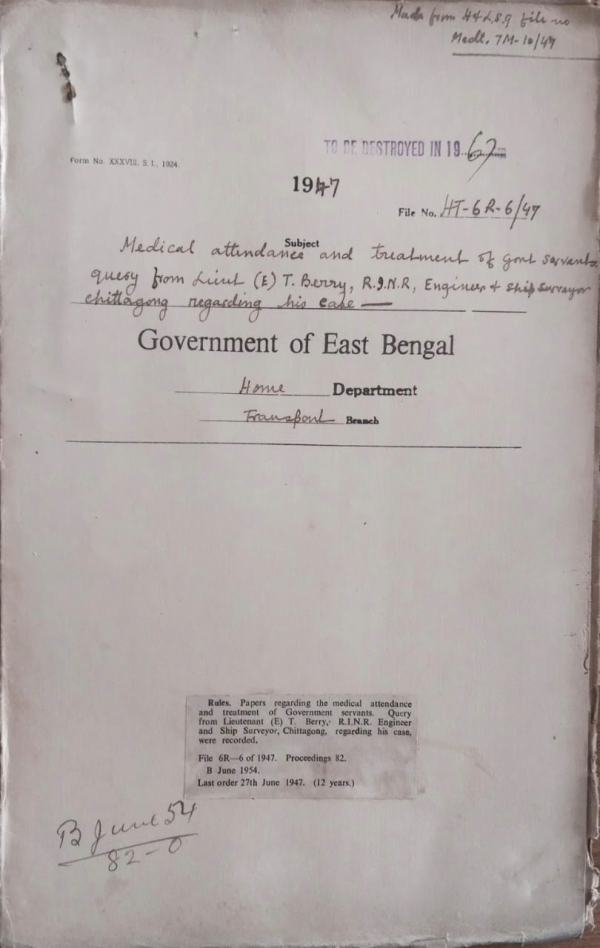 Made from H & L.S.G file no
Medl. 7M-10/47
TO BE DESTROYED IN 1967
Form No. XXXVIII. S. I., 1924.
1947
File No. HT-6R-6/47
Subject
Medical attendance and treatment of Govt servants
query from Lieut (E) T. Berry, R.I.N.R, Engineer & Ship Surveyor
Chittagong regarding his case —
Government of East Bengal
Home Department
Transport Branch
Rules. Papers regarding the medical attendance
and treatment of Government servants. Query
from Lieutenant (E) T. Berry, R.I.N.R. Engineer
and Ship Surveyor, Chittagong, regarding his case,
were recorded.
File 6R—6 of 1947. Proceedings 82.
B June 1954.
Last order 27th June 1947. (12 years.)
B June 54
82-0